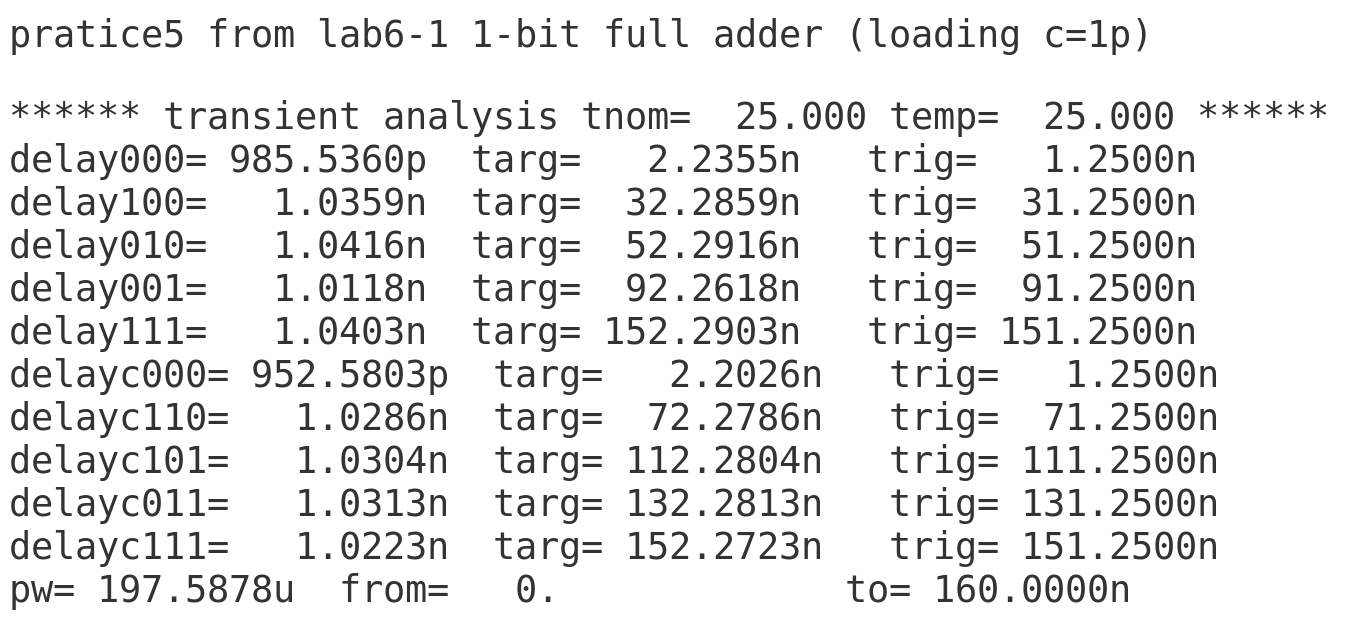 pratice5 from lab6-1 1-bit full adder (loading c=1p)
****** transient analysis tnom=  25.000 temp=  25.000 ******
delay000= 985.5360p  targ=   2.2355n   trig=   1.2500n
delay100=   1.0359n  targ=  32.2859n   trig=  31.2500n
delay010=   1.0416n  targ=  52.2916n   trig=  51.2500n
delay001=   1.0118n  targ=  92.2618n   trig=  91.2500n
delay111=   1.0403n  targ= 152.2903n   trig= 151.2500n
delayc000= 952.5803p  targ=   2.2026n   trig=   1.2500n
delayc110=   1.0286n  targ=  72.2786n   trig=  71.2500n
delayc101=   1.0304n  targ= 112.2804n   trig= 111.2500n
delayc011=   1.0313n  targ= 132.2813n   trig= 131.2500n
delayc111=   1.0223n  targ= 152.2723n   trig= 151.2500n
pw= 197.5878u  from=   0.             to= 160.0000n